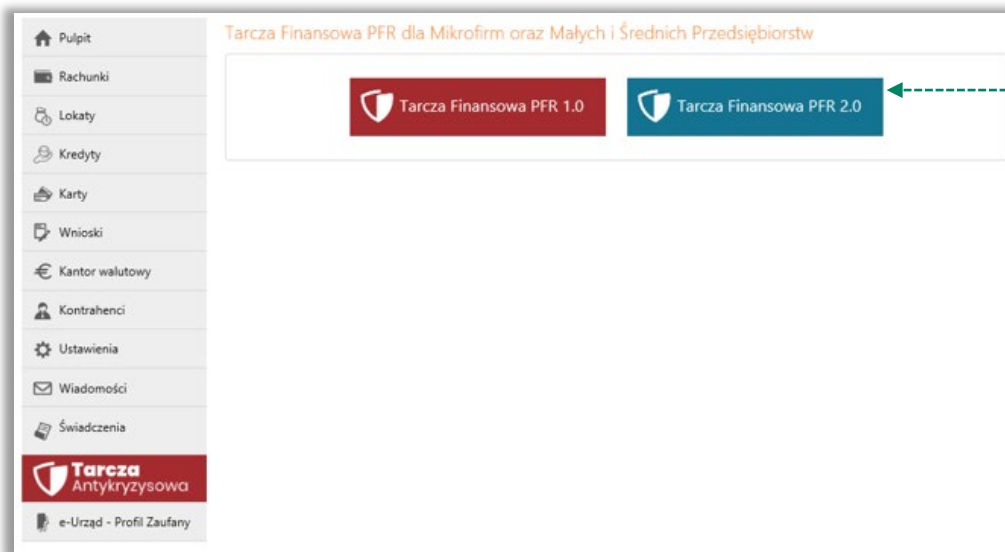 Pulpit
Rachunki
Lokaty
Kredyty
Karty
Wnioski
Kantor walutowy
Kontrahenci
Ustawienia
Wiadomości
Świadczenia
Tarcza
Antykryzysowa
e-Urząd - Profil Zaufany
Tarcza Finansowa PFR dla Mikrofirm oraz Małych i Średnich Przedsiębiorstw
Tarcza Finansowa PFR 1.0
Tarcza Finansowa PFR 2.0